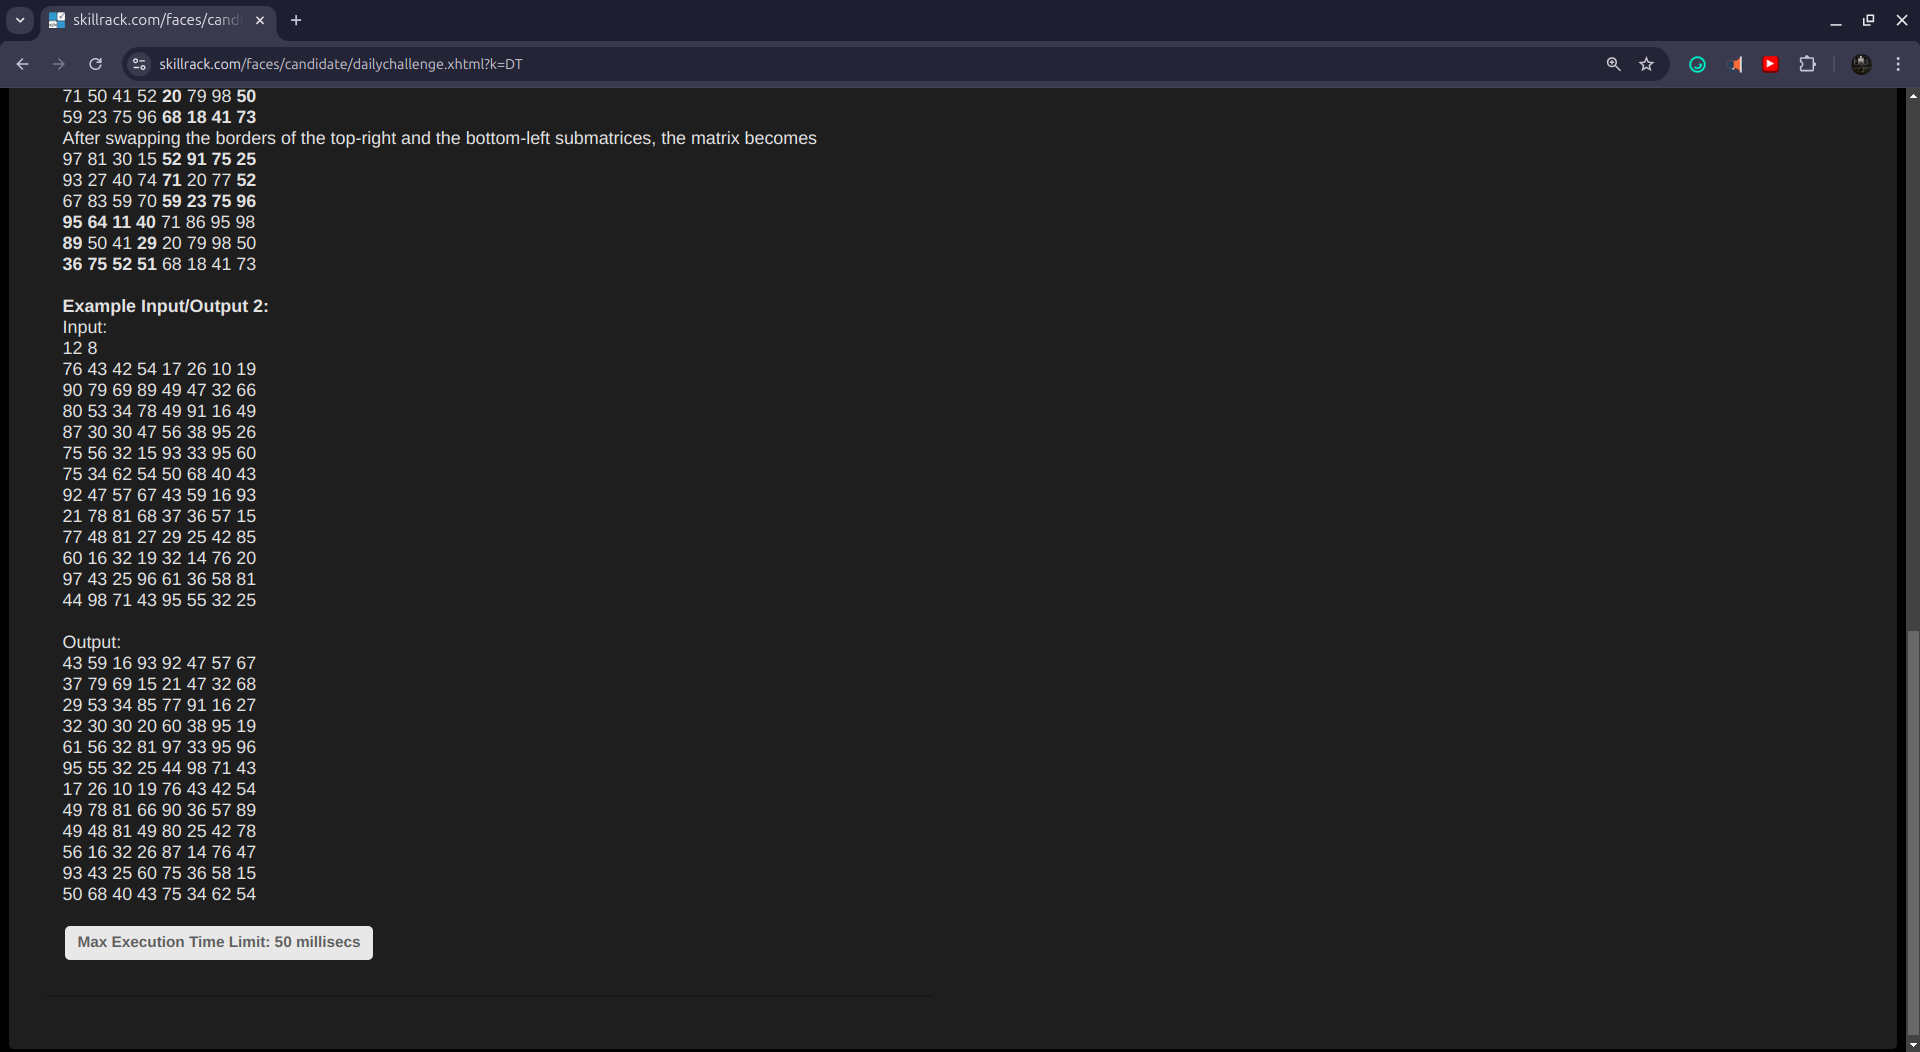 skillrack.com/faces/cand
skillrack.com/faces/candidate/dailychallenge.xhtml?k=DT
71 50 41 52 20 79 98 50
59 23 75 96 68 18 41 73
After swapping the borders of the top-right and the bottom-left submatrices, the matrix becomes
97 81 30 15 52 91 75 25
93 27 40 74 71 20 77 52
67 83 59 70 59 23 75 96
95 64 11 40 71 86 95 98
89 50 41 29 20 79 98 50
36 75 52 51 68 18 41 73
Example Input/Output 2:
Input:
12 8
76 43 42 54 17 26 10 19
90 79 69 89 49 47 32 66
80 53 34 78 49 91 16 49
87 30 30 47 56 38 95 26
75 56 32 15 93 33 95 60
75 34 62 54 50 68 40 43
92 47 57 67 43 59 16 93
21 78 81 68 37 36 57 15
77 48 81 27 29 25 42 85
60 16 32 19 32 14 76 20
97 43 25 96 61 36 58 81
44 98 71 43 95 55 32 25
Output:
43 59 16 93 92 47 57 67
37 79 69 15 21 47 32 68
29 53 34 85 77 91 16 27
32 30 30 20 60 38 95 19
61 56 32 81 97 33 95 96
95 55 32 25 44 98 71 43
17 26 10 19 76 43 42 54
49 78 81 66 90 36 57 89
49 48 81 49 80 25 42 78
56 16 32 26 87 14 76 47
93 43 25 60 75 36 58 15
50 68 40 43 75 34 62 54
Max Execution Time Limit: 50 millisecs